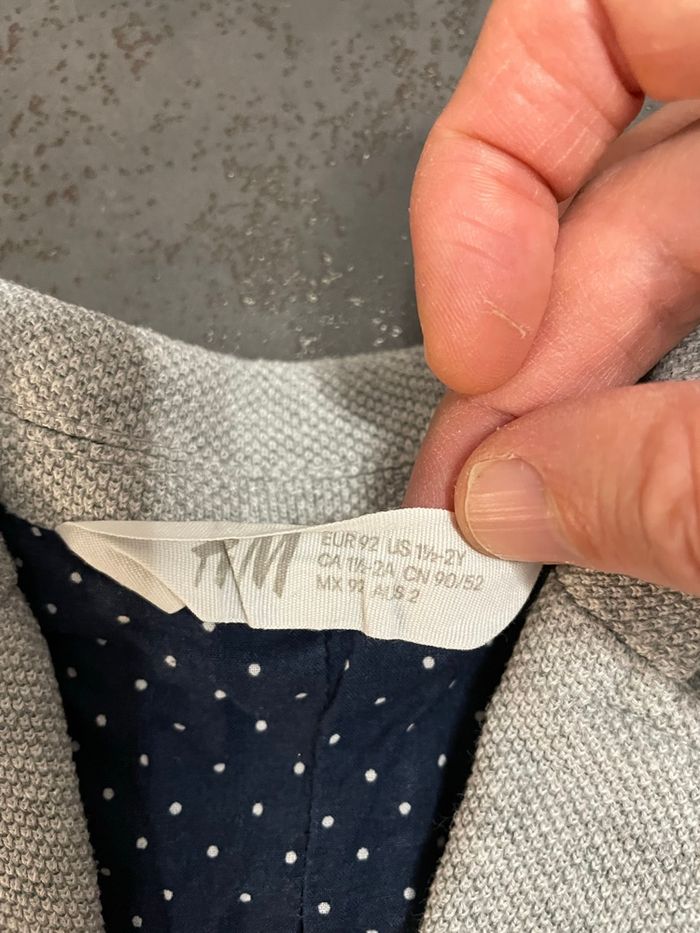 H&M
EUR 92 US 1½-2Y
CA 1½-2A CN 90/52
MX 92 AUS 2